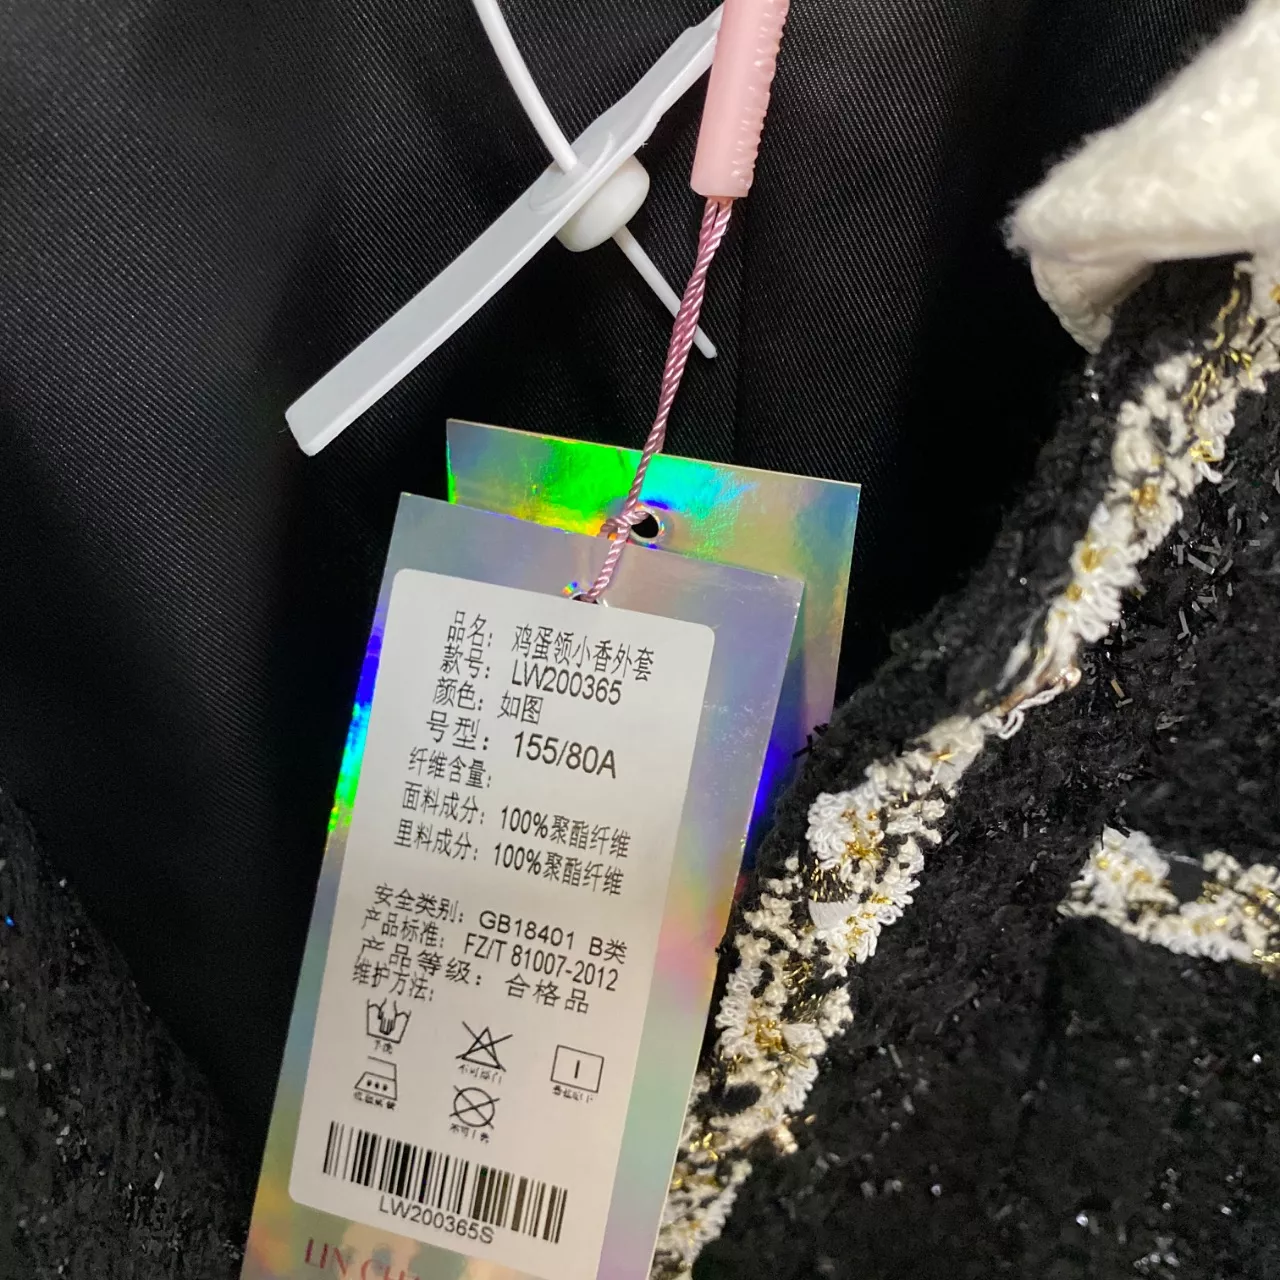 品名: 鸡蛋领小香外套
款号: LW200365
颜色: 如图
号型: 155/80A
纤维含量:
面料成分: 100%聚酯纤维
里料成分: 100%聚酯纤维
安全类别: GB18401 B类
产品标准: FZ/T 81007-2012
产品等级: 合格品
维护方法:
手洗
LW200365S
LIN